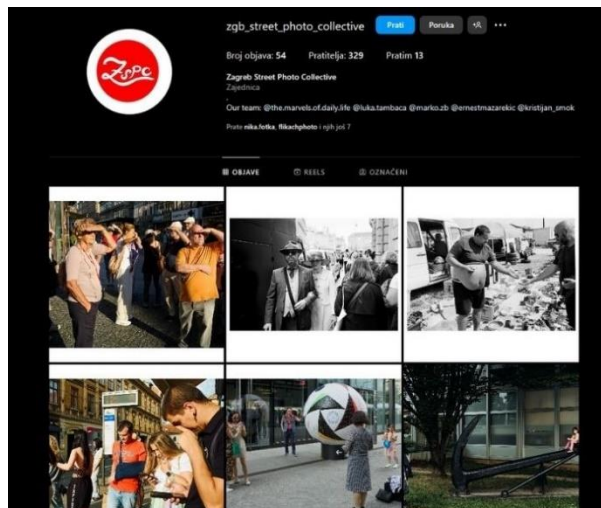 zgb_street_photo_collective Prati Poruka
Broj objava: 54 Pratitelja: 329 Pratim 13
Zagreb Street Photo Collective
Zajednica
.
Our team: @the.marvels.of.daily.life @luka.tambaca @marko.zb @ernestmazarekic @kristijan_smok
Prate nika.fotka, flikachphoto i njih još 7
ZSPC
OBJAVE REELS OZNAČENI